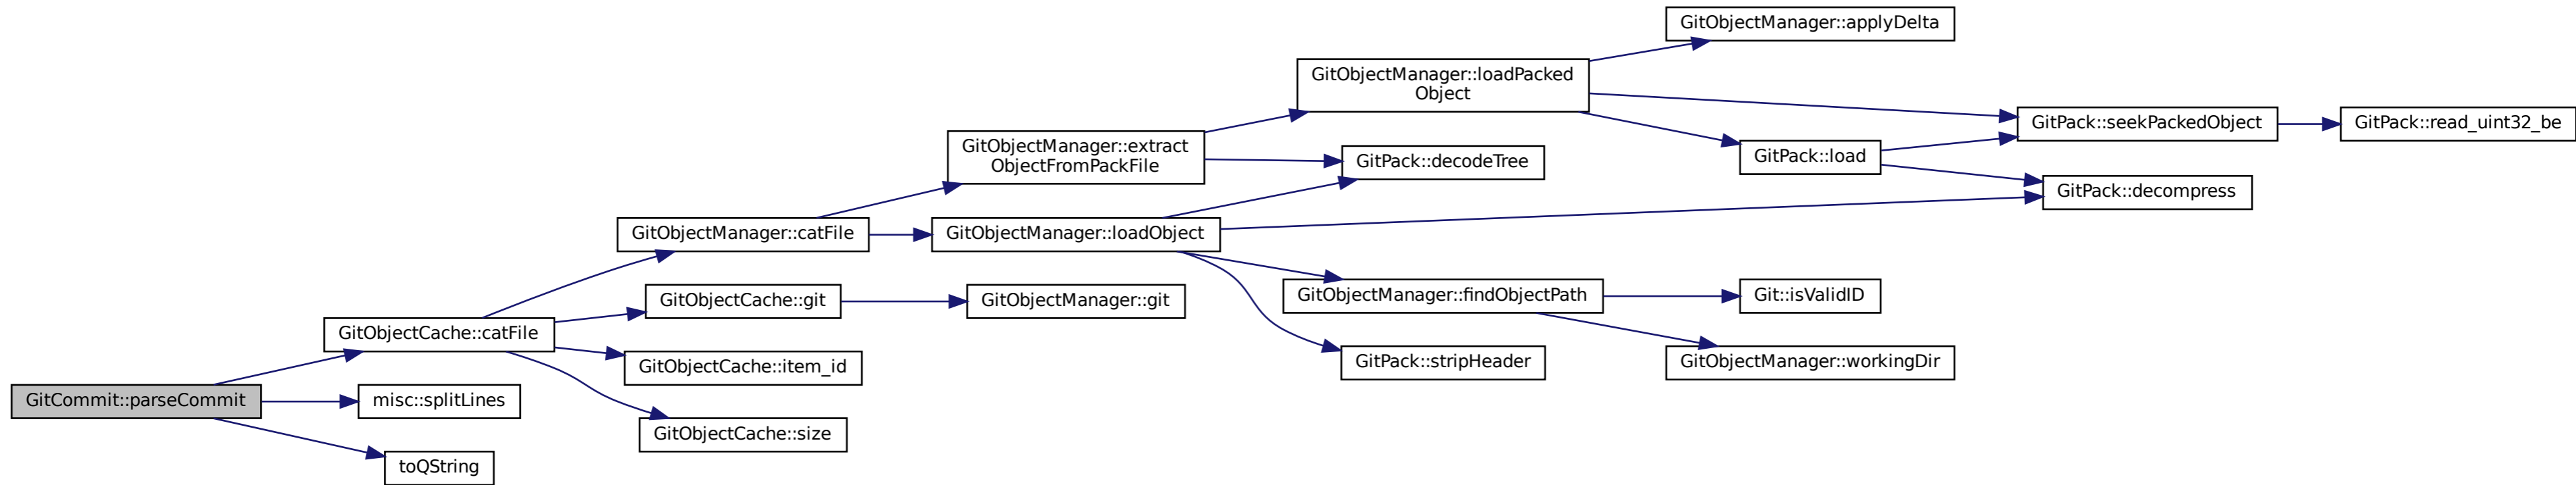 GitCommit::parseCommit
GitObjectCache::catFile
misc::splitLines
toQString
GitObjectManager::catFile
GitObjectCache::git
GitObjectCache::item_id
GitObjectCache::size
GitObjectManager::extract
ObjectFromPackFile
GitObjectManager::loadObject
GitObjectManager::git
GitObjectManager::loadPacked
Object
GitPack::decodeTree
GitObjectManager::findObjectPath
GitPack::stripHeader
GitObjectManager::applyDelta
GitPack::load
Git::isValidID
GitObjectManager::workingDir
GitPack::seekPackedObject
GitPack::decompress
GitPack::read_uint32_be